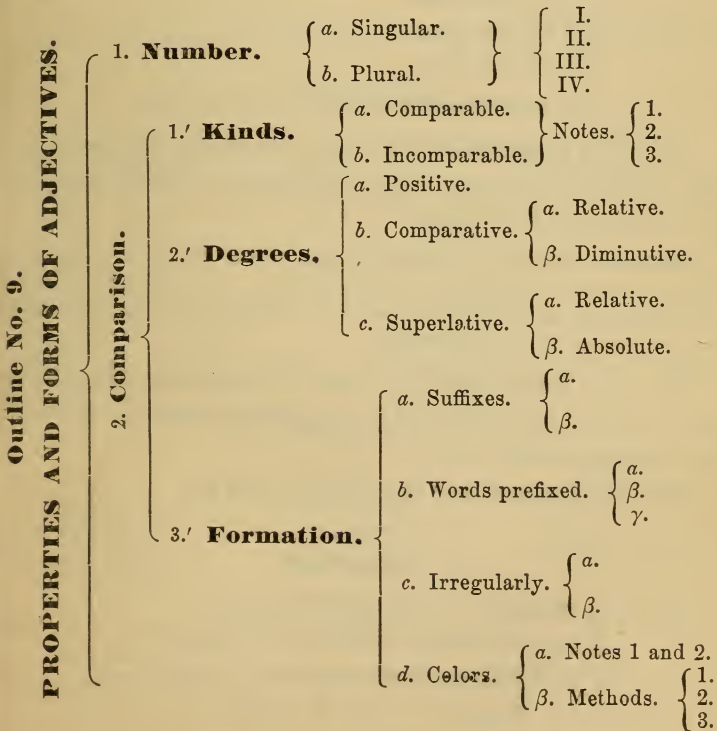 Outline No. 9.
PROPERTIES AND FORMS OF ADJECTIVES.
1. Number.
a. Singular.
b. Plural.
I.
II.
III.
IV.
2. Comparison.
1.′ Kinds.
a. Comparable.
b. Incomparable.
Notes.
1.
2.
3.
2.′ Degrees.
a. Positive.
b. Comparative.
α. Relative.
β. Diminutive.
c. Superlative.
α. Relative.
β. Absolute.
3.′ Formation.
a. Suffixes.
α.
β.
b. Words prefixed.
α.
β.
γ.
c. Irregularly.
α.
β.
d. Colors.
α. Notes 1 and 2.
β. Methods.
1.
2.
3.